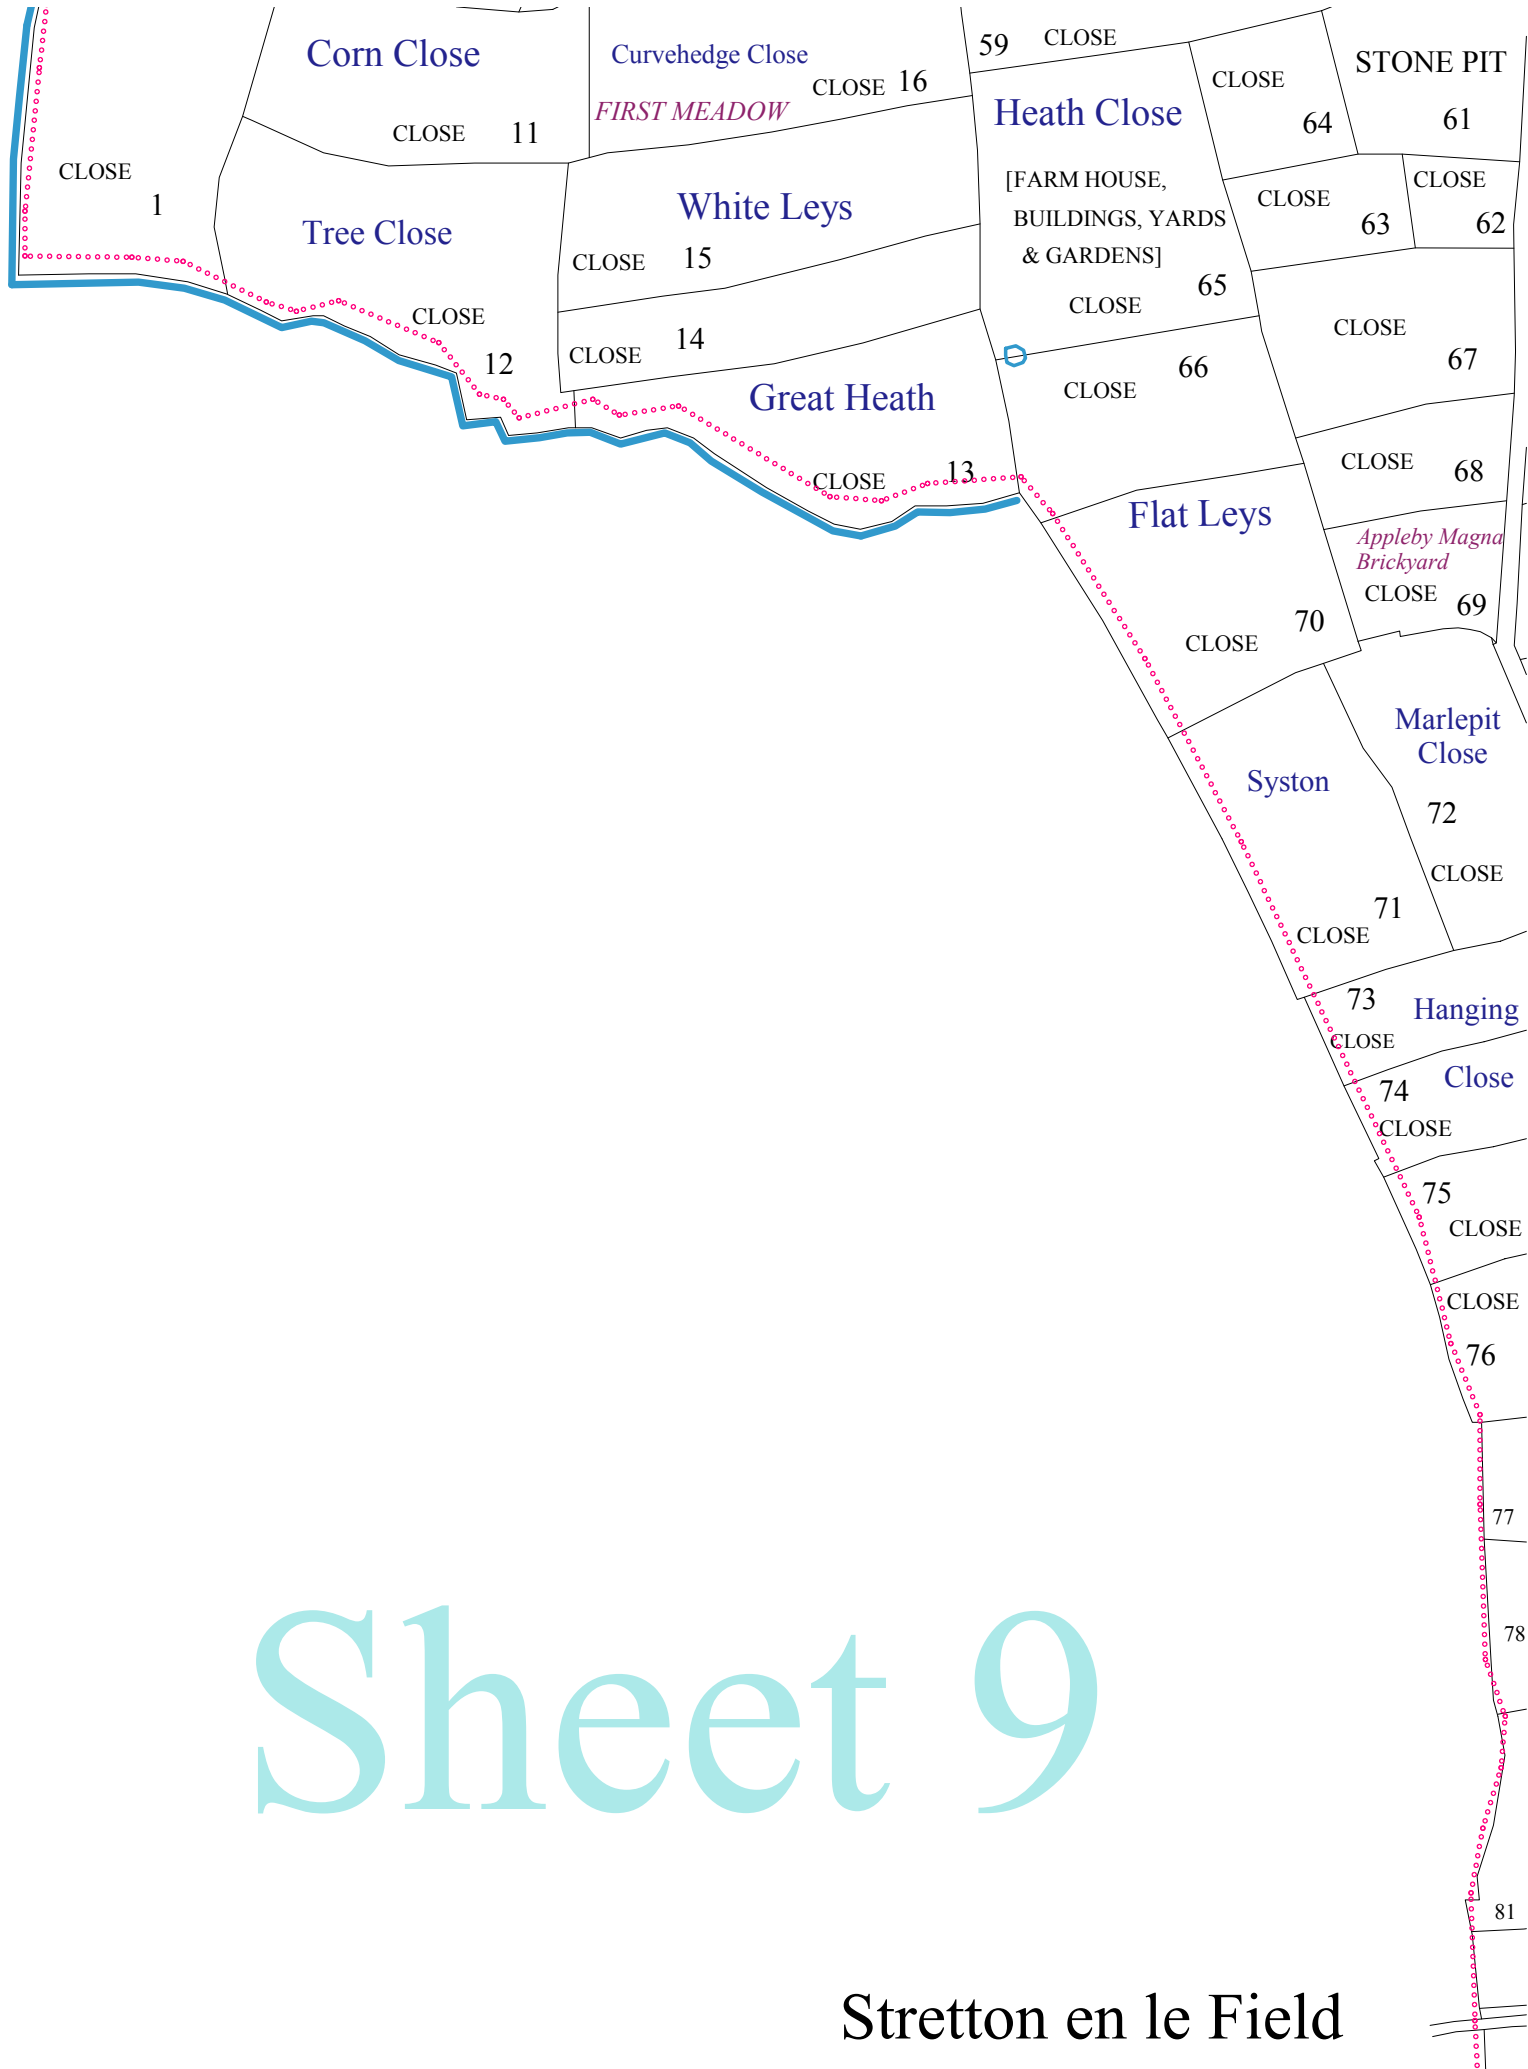 Corn Close
CLOSE 11
Curvehedge Close
CLOSE 16
FIRST MEADOW
59 CLOSE
CLOSE
64
STONE PIT
61
CLOSE
1
Tree Close
CLOSE
12
White Leys
CLOSE 15
CLOSE 14
Great Heath
CLOSE 13
Heath Close
[FARM HOUSE,
BUILDINGS, YARDS
& GARDENS]
65
CLOSE
CLOSE
63
CLOSE
62
66
CLOSE
CLOSE
67
CLOSE 68
Appleby Magna
Brickyard
CLOSE 69
Flat Leys
70
CLOSE
Marlepit
Close
72
CLOSE
Syston
71
CLOSE
73
Hanging
CLOSE
74 Close
CLOSE
75
CLOSE
CLOSE
76
77
78
Sheet 9
81
Stretton en le Field